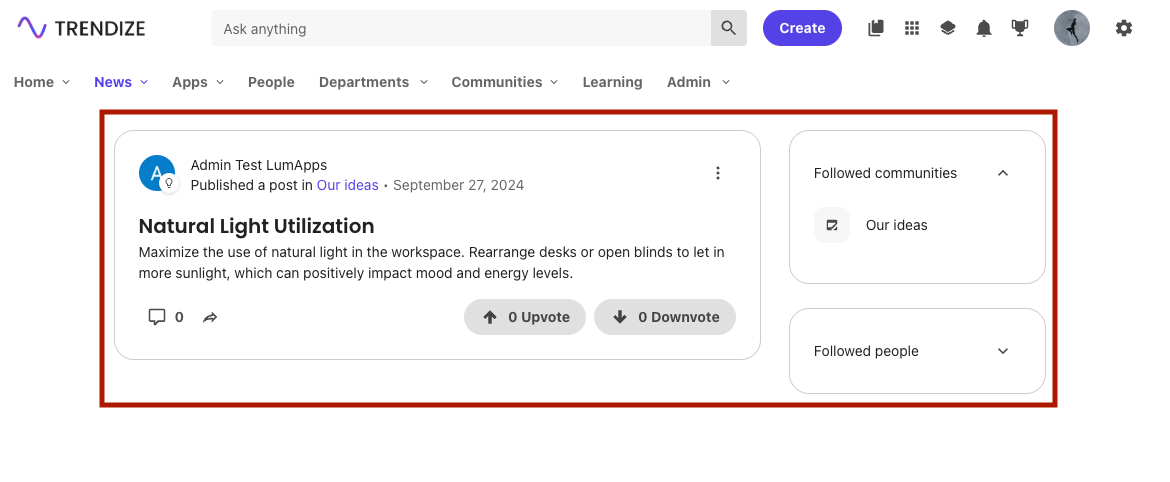 TRENDIZE
Ask anything
Create
Home
News
Apps
People
Departments
Communities
Learning
Admin
A
Admin Test LumApps
Published a post in Our ideas • September 27, 2024
Natural Light Utilization
Maximize the use of natural light in the workspace. Rearrange desks or open blinds to let in
more sunlight, which can positively impact mood and energy levels.
0
0 Upvote
0 Downvote
Followed communities
Our ideas
Followed people